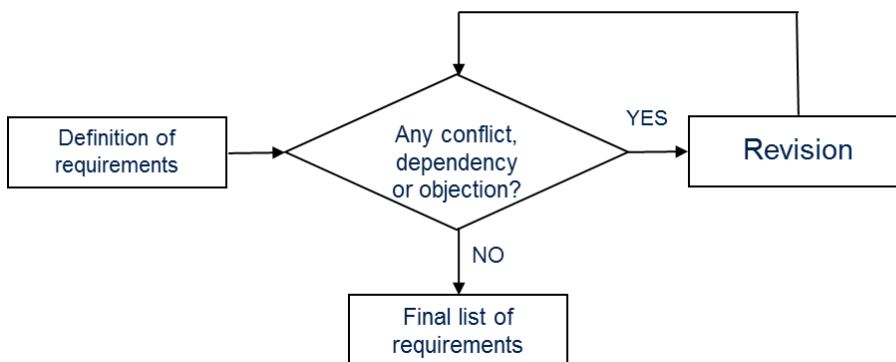 Definition of
requirements
Any conflict,
dependency
or objection?
YES
Revision
NO
Final list of
requirements